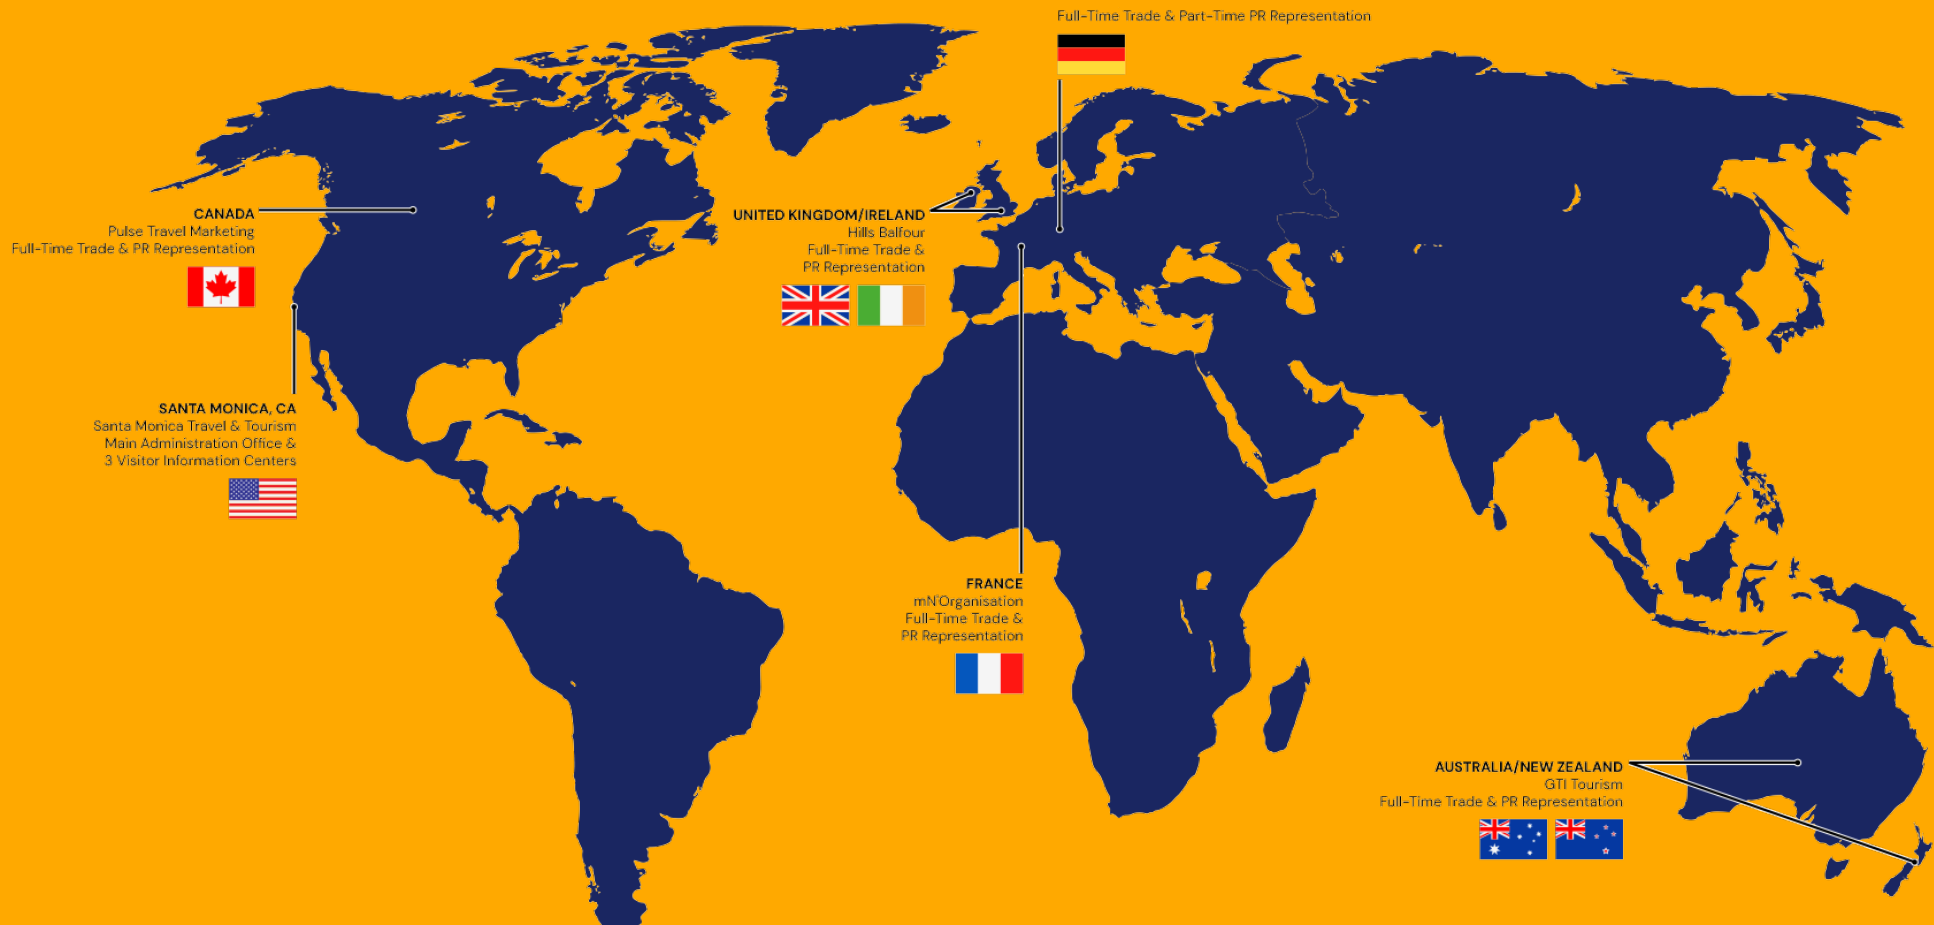 Full-Time Trade & Part-Time PR Representation
CANADA
Pulse Travel Marketing
Full-Time Trade & PR Representation
UNITED KINGDOM/IRELAND
Hills Balfour
Full-Time Trade &
PR Representation
SANTA MONICA, CA
Santa Monica Travel & Tourism
Main Administration Office &
3 Visitor Information Centers
FRANCE
mN'Organisation
Full-Time Trade &
PR Representation
AUSTRALIA/NEW ZEALAND
GTI Tourism
Full-Time Trade & PR Representation